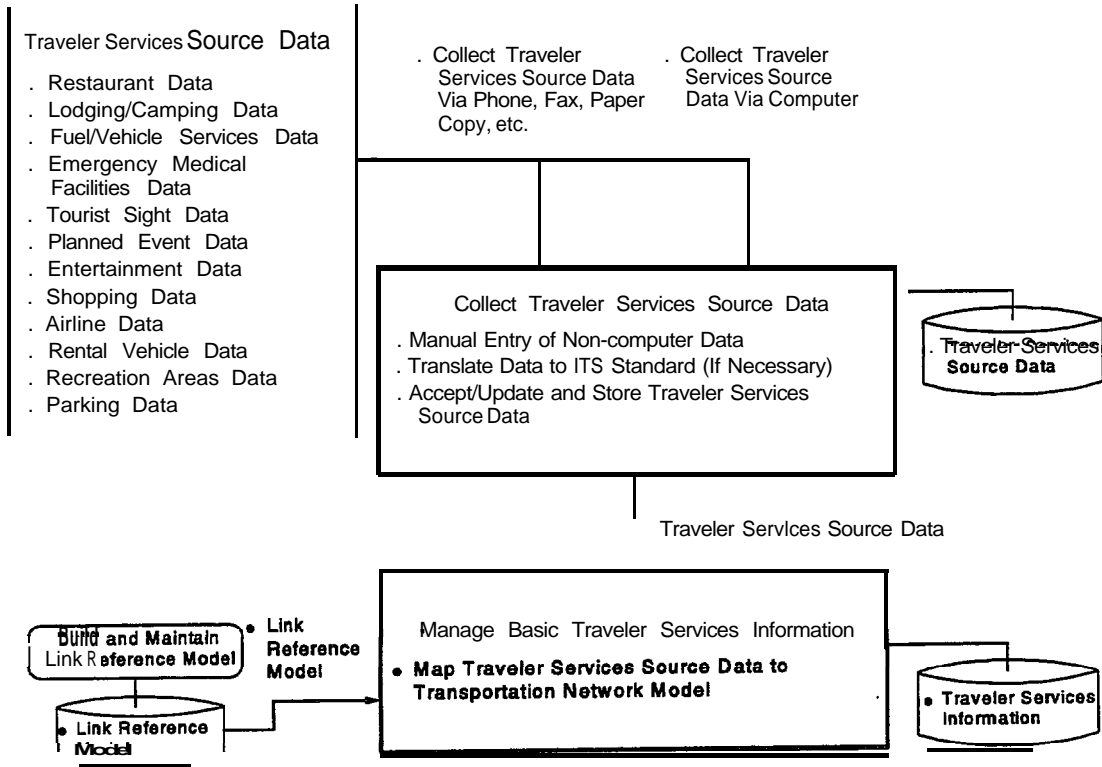 Traveler Services Source Data
. Restaurant Data
. Lodging/Camping Data
. Fuel/Vehicle Services Data
. Emergency Medical
Facilities Data
. Tourist Sight Data
. Planned Event Data
. Entertainment Data
. Shopping Data
. Airline Data
. Rental Vehicle Data
. Recreation Areas Data
. Parking Data
. Collect Traveler
Services Source Data
Via Phone, Fax, Paper
Copy, etc.
. Collect Traveler
Services Source
Data Via Computer
Collect Traveler Services Source Data
. Manual Entry of Non-computer Data
. Translate Data to ITS Standard (If Necessary)
. Accept/Update and Store Traveler Services
Source Data
. Traveler Services
Source Data
Traveler Services Source Data
Build and Maintain
Link Reference Model
• Link
Reference
Model
• Link Reference
Model
Manage Basic Traveler Services Information
• Map Traveler Services Source Data to
Transportation Network Model
• Traveler Services
Information